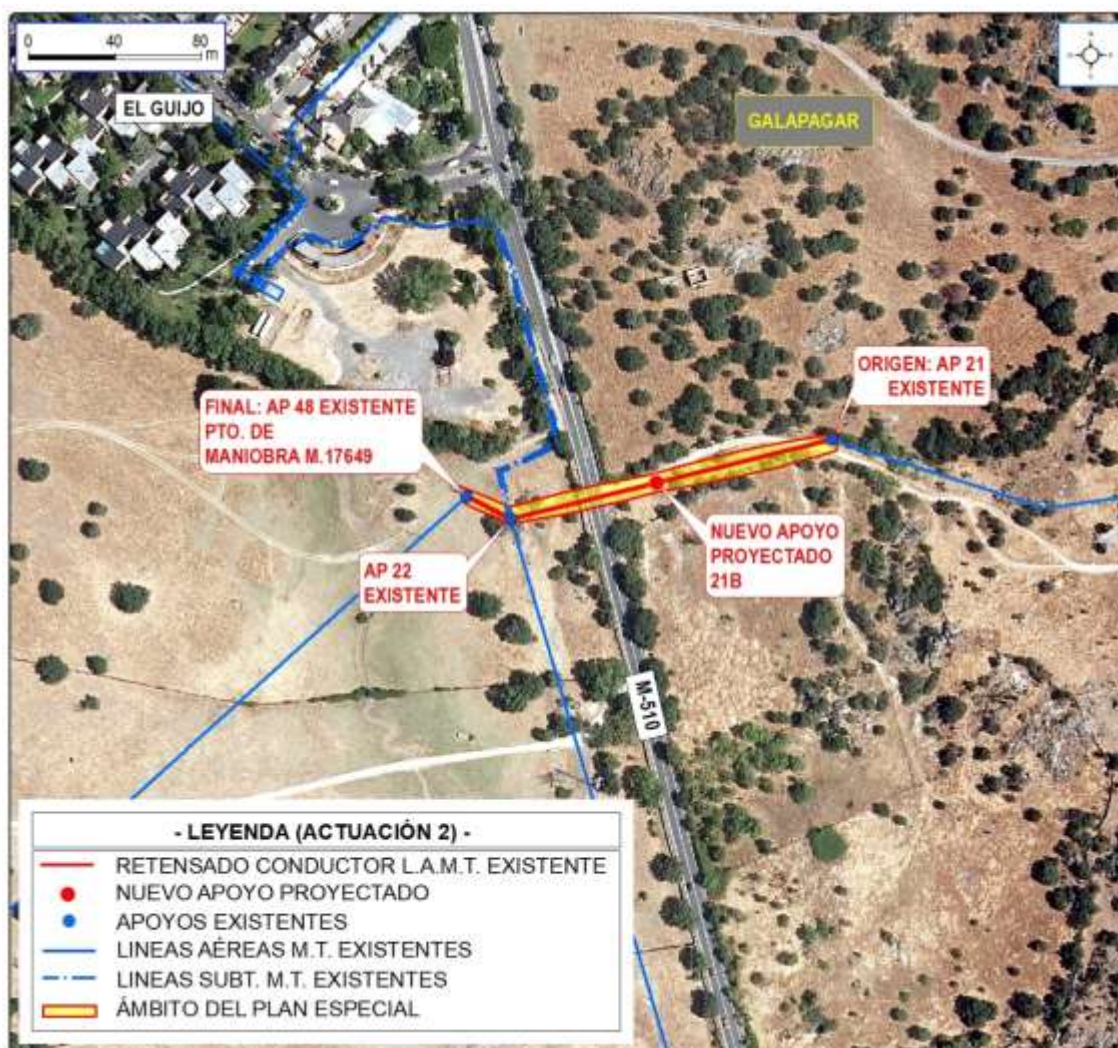 0 40 80
m
EL GUIJO
GALAPAGAR
ORIGEN: AP 21
EXISTENTE
FINAL: AP 48 EXISTENTE
PTO. DE
MANIOBRA M.17649
NUEVO APOYO
PROYECTADO
21B
AP 22
EXISTENTE
M-510
- LEYENDA (ACTUACIÓN 2) -
RETENSADO CONDUCTOR L.A.M.T. EXISTENTE
NUEVO APOYO PROYECTADO
APOYOS EXISTENTES
LINEAS AÉREAS M.T. EXISTENTES
LINEAS SUBT. M.T. EXISTENTES
ÁMBITO DEL PLAN ESPECIAL